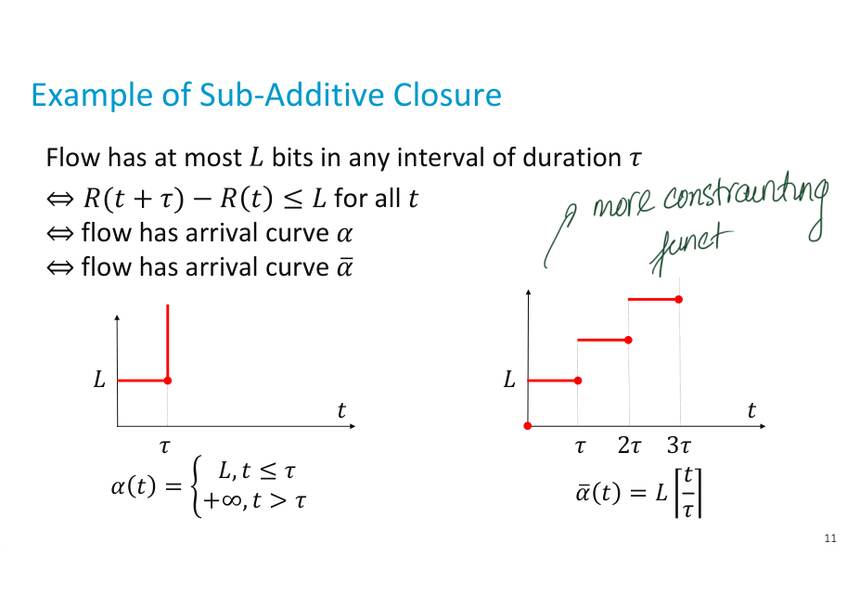 Example of Sub-Additive Closure
Flow has at most L bits in any interval of duration τ
⇔ R(t + τ) − R(t) ≤ L for all t
⇔ flow has arrival curve α
⇔ flow has arrival curve ᾱ
more constraunting
funct
L
t
τ
α(t) = { L, t ≤ τ
+∞, t > τ
L
t
τ 2τ 3τ
ᾱ(t) = L ⌈t/τ⌉
11